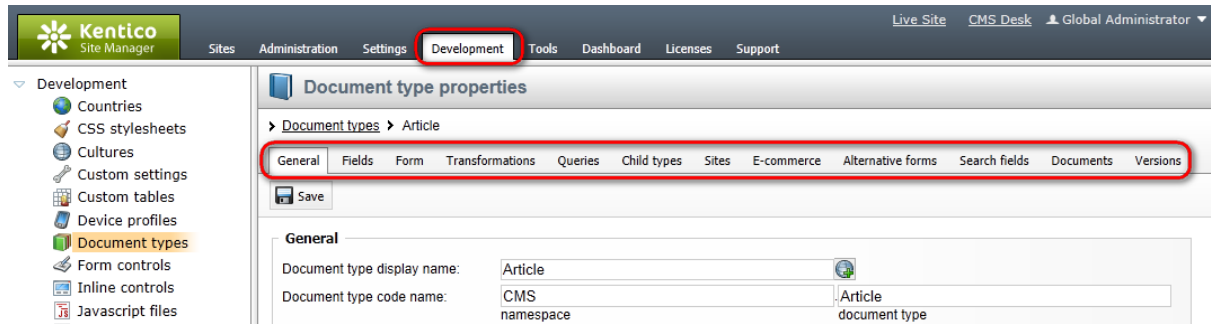 Live Site CMS Desk Global Administrator
Kentico
Site Manager
Sites Administration Settings Development Tools Dashboard Licenses Support
Development
Countries
CSS stylesheets
Cultures
Custom settings
Custom tables
Device profiles
Document types
Form controls
Inline controls
Javascript files
Document type properties
Document types Article
General Fields Form Transformations Queries Child types Sites E-commerce Alternative forms Search fields Documents Versions
Save
General
Document type display name: Article
Document type code name: CMS . Article
namespace document type